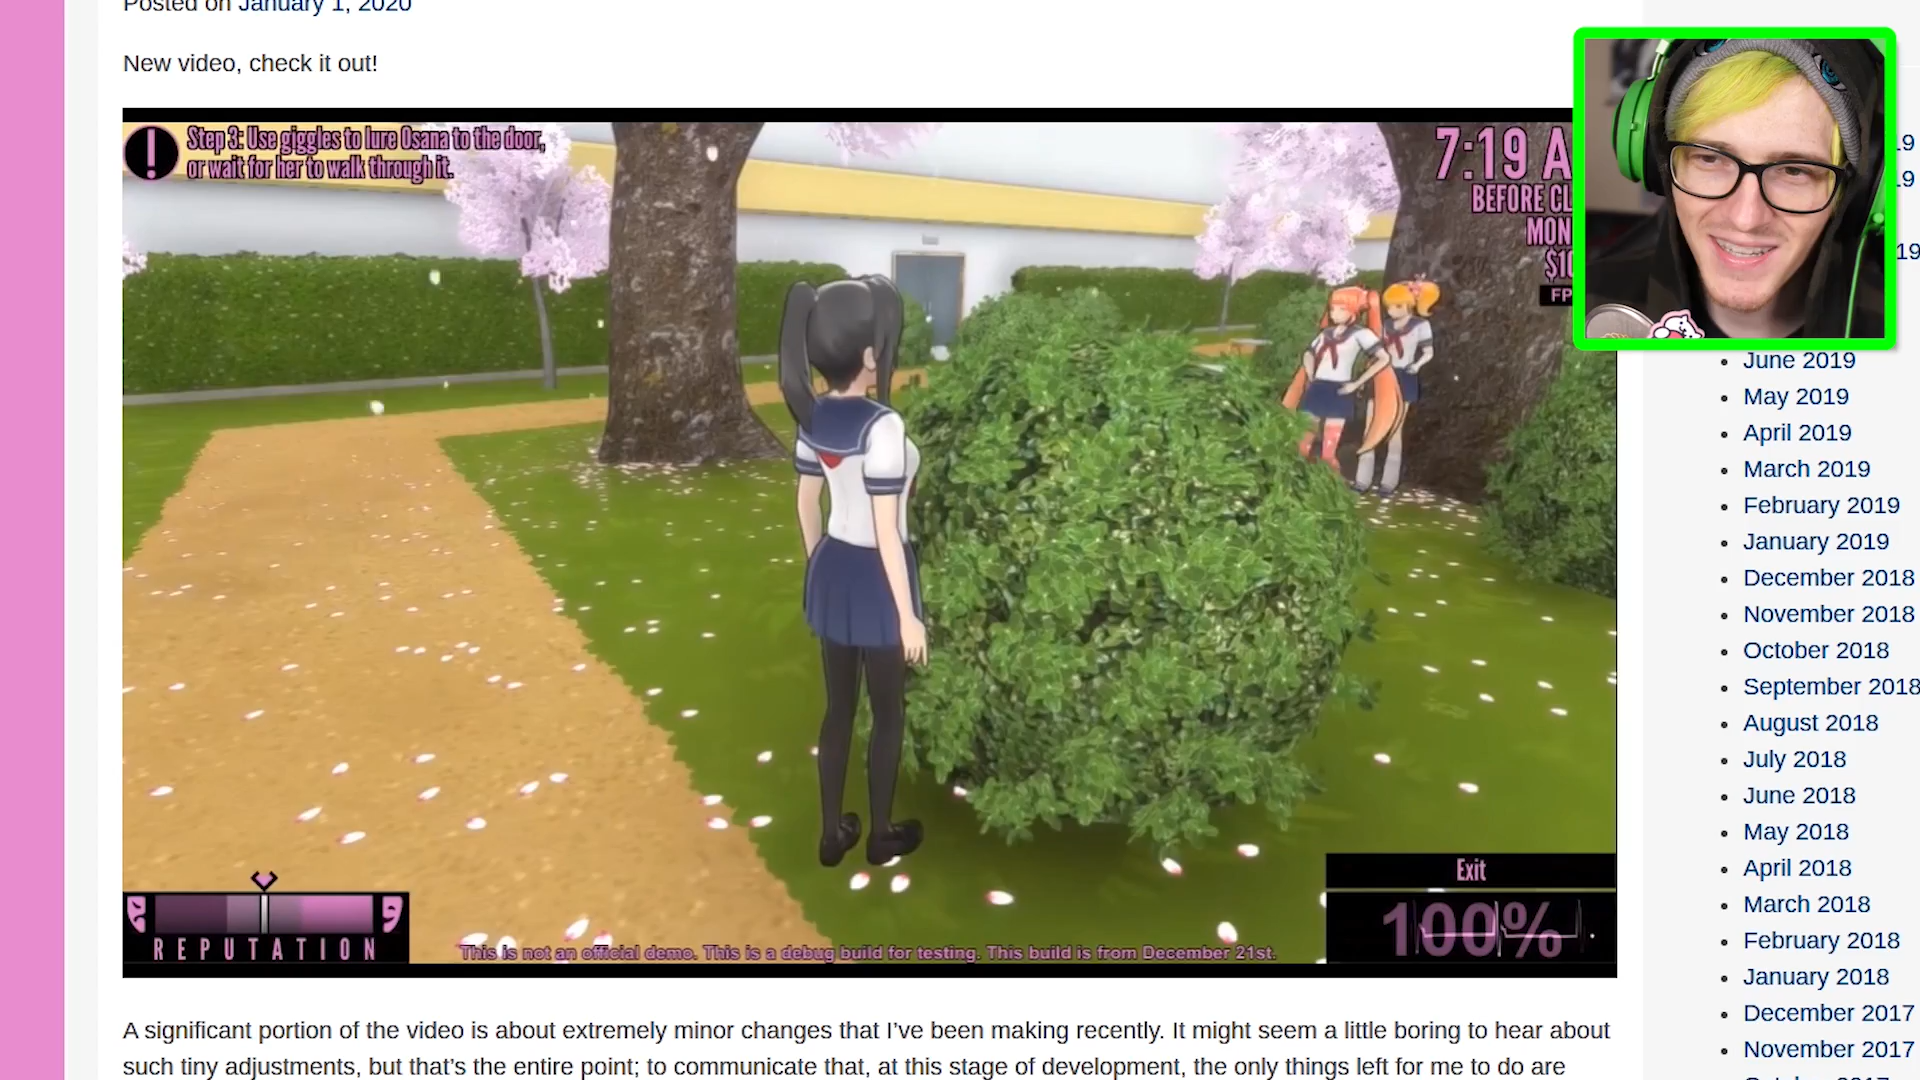 Posted on January 1, 2020
New video, check it out!
Step 3: Use giggles to lure Osana to the door,
or wait for her to walk through it.
7:19 A
BEFORE CL
MON
$10
FP
Exit
100%
REPUTATION
This is not an official demo. This is a debug build for testing. This build is from December 21st.
A significant portion of the video is about extremely minor changes that I’ve been making recently. It might seem a little boring to hear about
such tiny adjustments, but that’s the entire point; to communicate that, at this stage of development, the only things left for me to do are
19
19
19
June 2019
May 2019
April 2019
March 2019
February 2019
January 2019
December 2018
November 2018
October 2018
September 2018
August 2018
July 2018
June 2018
May 2018
April 2018
March 2018
February 2018
January 2018
December 2017
November 2017